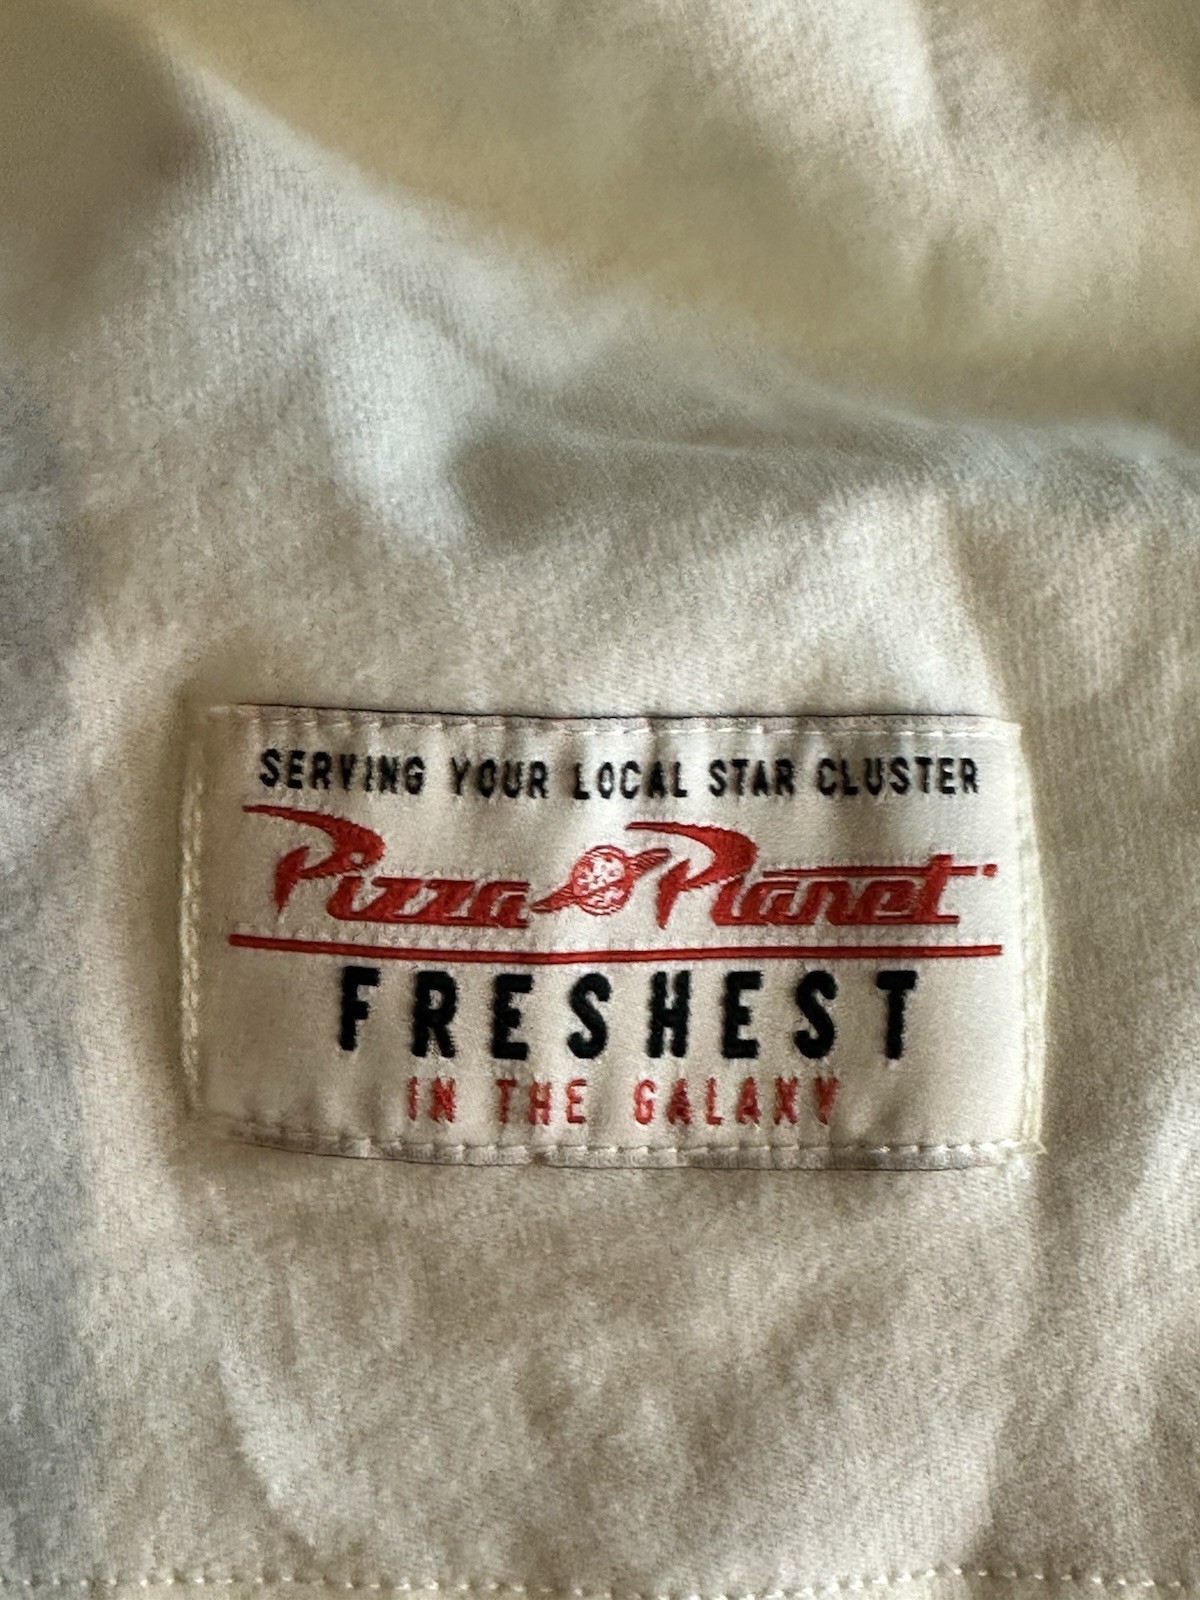 SERVING YOUR LOCAL STAR CLUSTER
Pizza Planet
FRESHEST
IN THE GALAXY